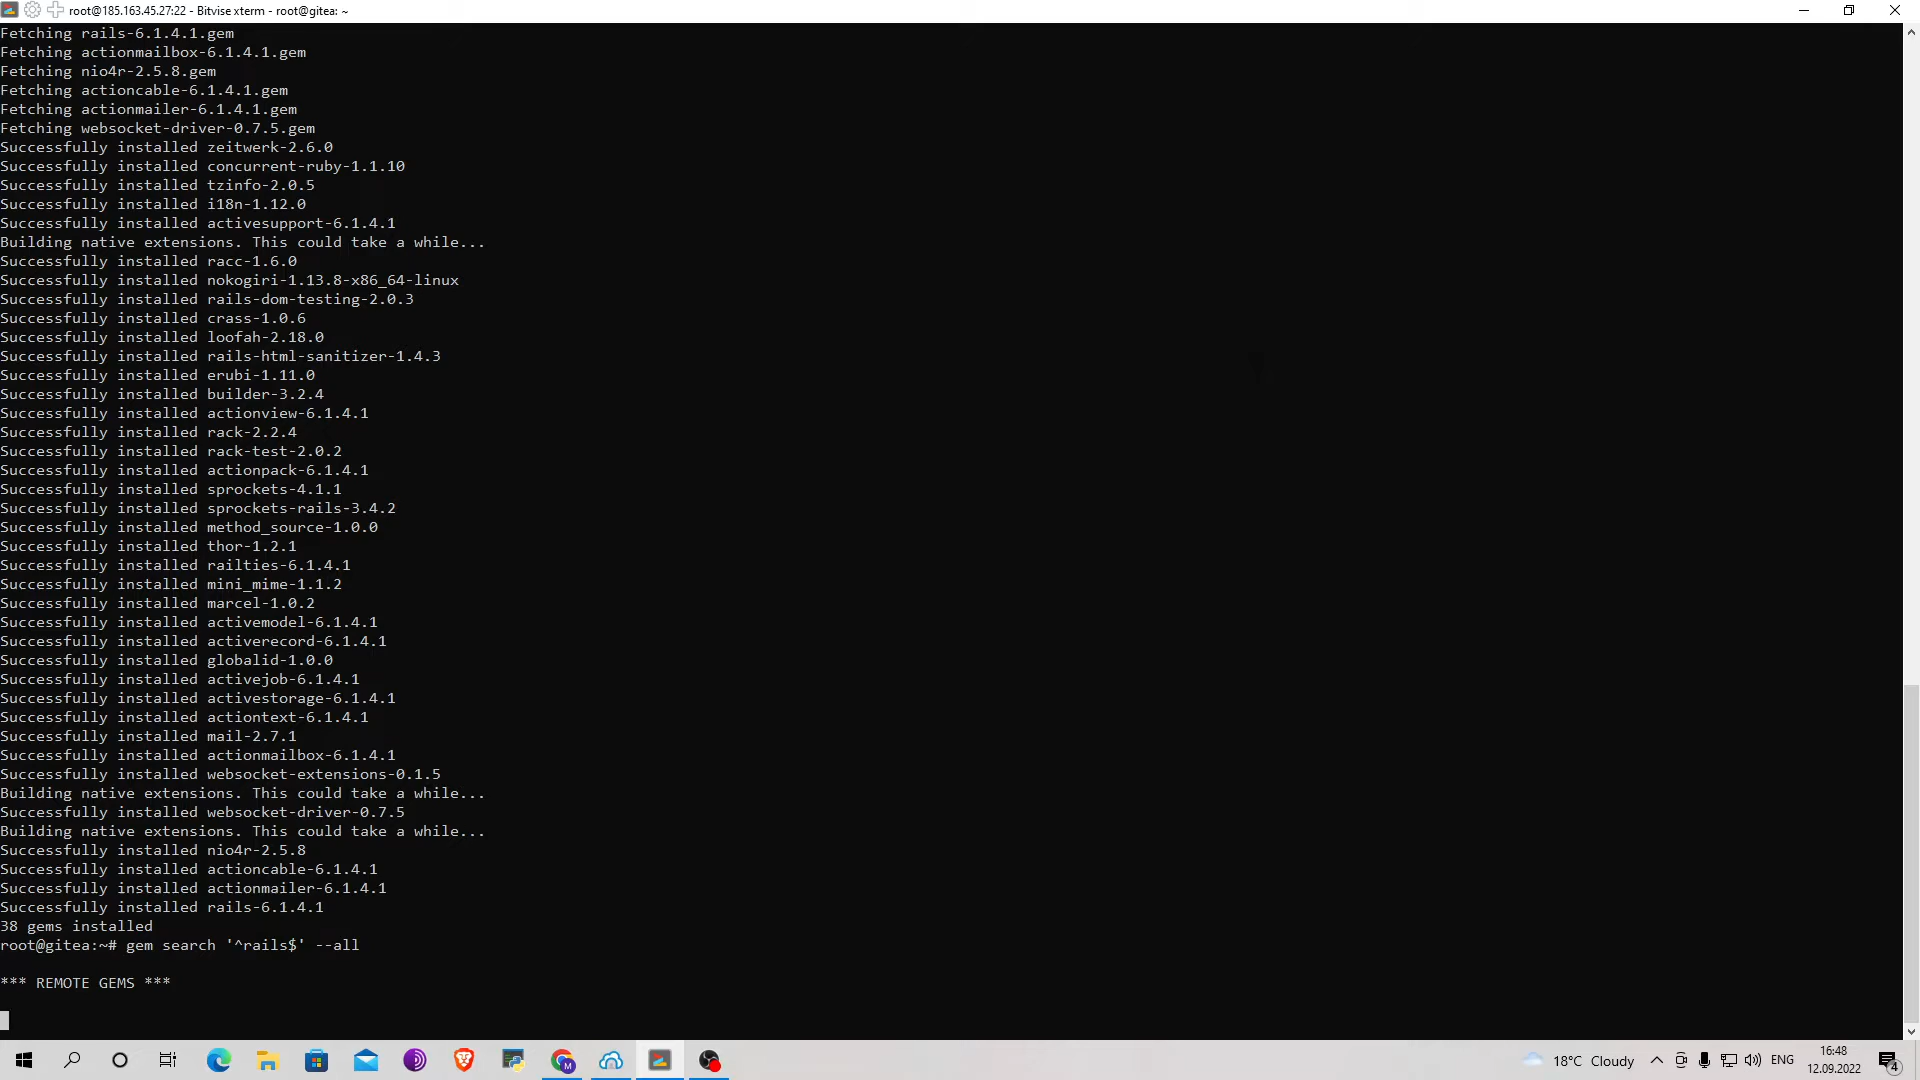 root@185.163.45.27:22 - Bitvise xterm - root@gitea: ~
Fetching rails-6.1.4.1.gem
Fetching actionmailbox-6.1.4.1.gem
Fetching nio4r-2.5.8.gem
Fetching actioncable-6.1.4.1.gem
Fetching actionmailer-6.1.4.1.gem
Fetching websocket-driver-0.7.5.gem
Successfully installed zeitwerk-2.6.0
Successfully installed concurrent-ruby-1.1.10
Successfully installed tzinfo-2.0.5
Successfully installed i18n-1.12.0
Successfully installed activesupport-6.1.4.1
Building native extensions. This could take a while...
Successfully installed racc-1.6.0
Successfully installed nokogiri-1.13.8-x86_64-linux
Successfully installed rails-dom-testing-2.0.3
Successfully installed crass-1.0.6
Successfully installed loofah-2.18.0
Successfully installed rails-html-sanitizer-1.4.3
Successfully installed erubi-1.11.0
Successfully installed builder-3.2.4
Successfully installed actionview-6.1.4.1
Successfully installed rack-2.2.4
Successfully installed rack-test-2.0.2
Successfully installed actionpack-6.1.4.1
Successfully installed sprockets-4.1.1
Successfully installed sprockets-rails-3.4.2
Successfully installed method_source-1.0.0
Successfully installed thor-1.2.1
Successfully installed railties-6.1.4.1
Successfully installed mini_mime-1.1.2
Successfully installed marcel-1.0.2
Successfully installed activemodel-6.1.4.1
Successfully installed activerecord-6.1.4.1
Successfully installed globalid-1.0.0
Successfully installed activejob-6.1.4.1
Successfully installed activestorage-6.1.4.1
Successfully installed actiontext-6.1.4.1
Successfully installed mail-2.7.1
Successfully installed actionmailbox-6.1.4.1
Successfully installed websocket-extensions-0.1.5
Building native extensions. This could take a while...
Successfully installed websocket-driver-0.7.5
Building native extensions. This could take a while...
Successfully installed nio4r-2.5.8
Successfully installed actioncable-6.1.4.1
Successfully installed actionmailer-6.1.4.1
Successfully installed rails-6.1.4.1
38 gems installed
root@gitea:~# gem search '^rails$' --all
*** REMOTE GEMS ***
18°C Cloudy
ENG
16:48
12.09.2022
4
M